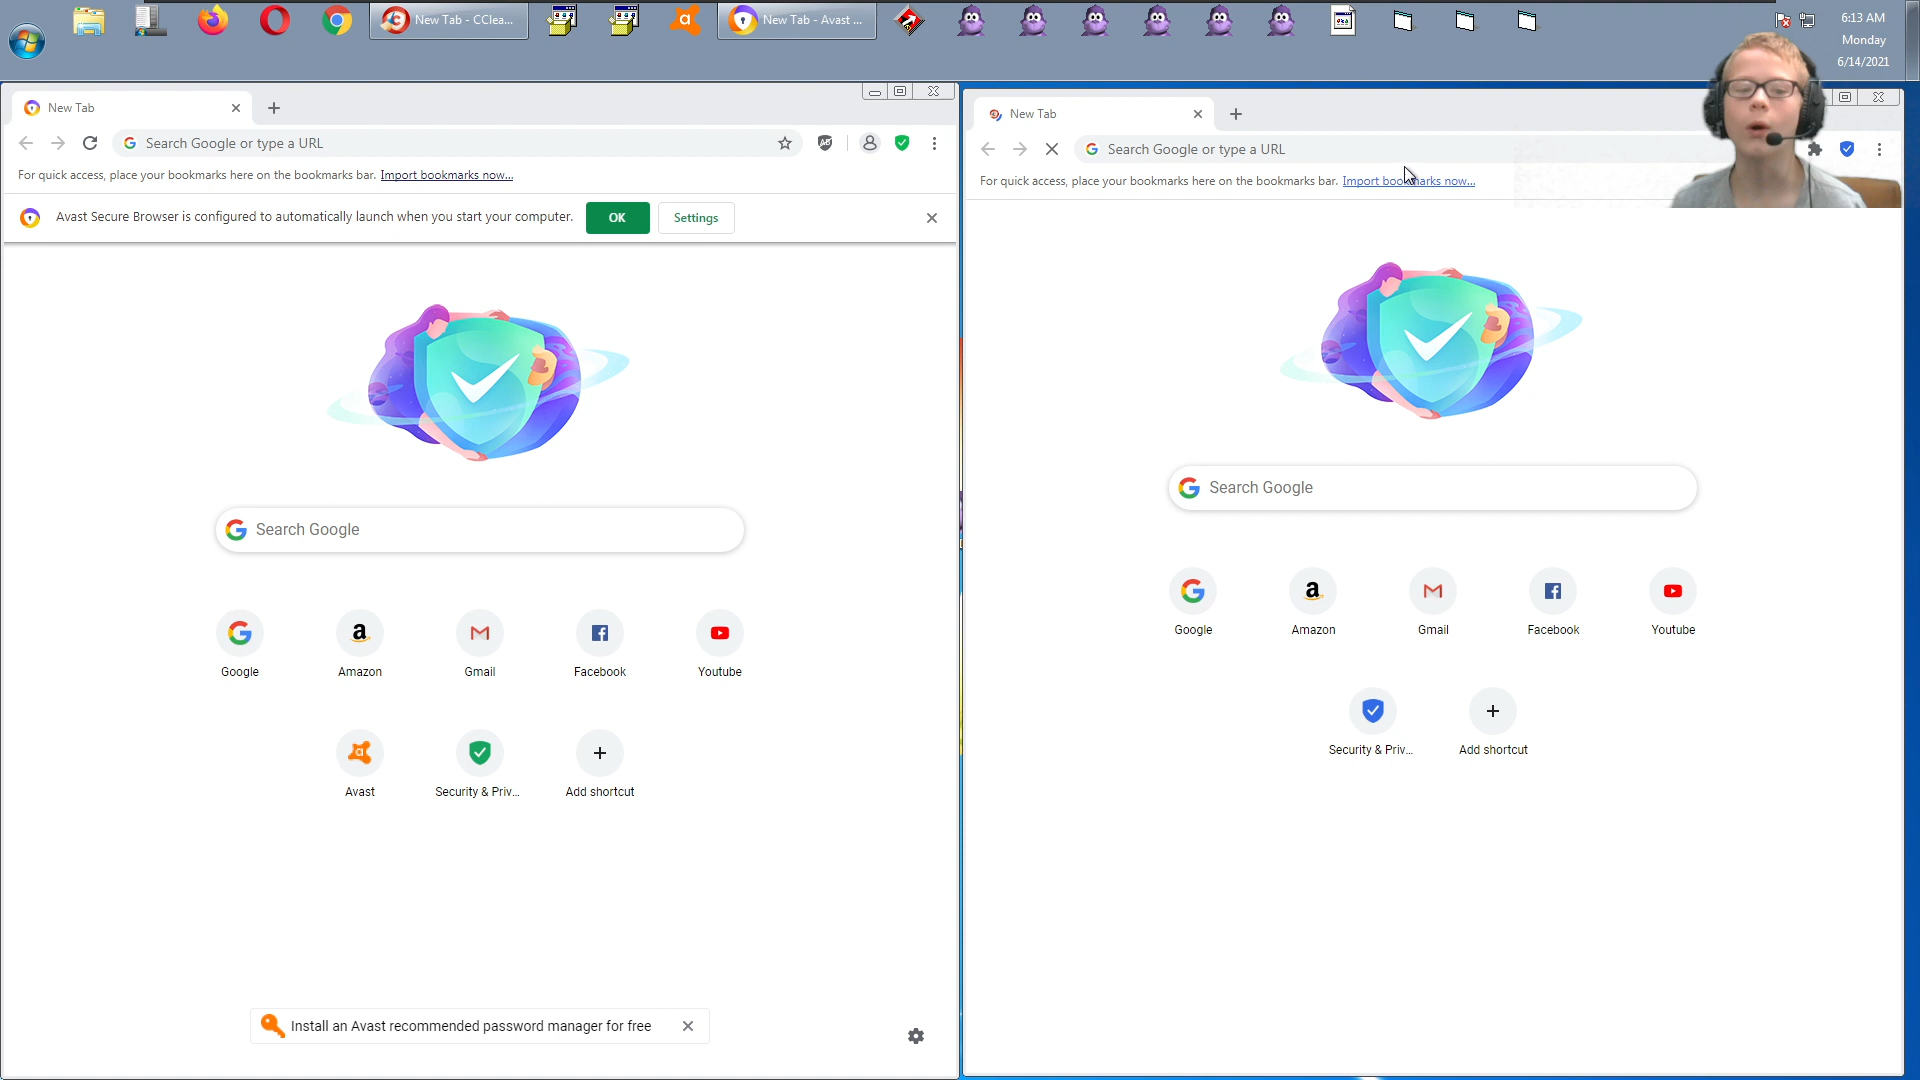 New Tab - CClea...
New Tab - Avast ...
6:13 AM
Monday
6/14/2021
New Tab
Search Google or type a URL
For quick access, place your bookmarks here on the bookmarks bar. Import bookmarks now...
Avast Secure Browser is configured to automatically launch when you start your computer. OK Settings
Search Google
Google Amazon Gmail Facebook Youtube
Avast Security & Priv... Add shortcut
Install an Avast recommended password manager for free
New Tab
Search Google or type a URL
For quick access, place your bookmarks here on the bookmarks bar. Import bookmarks now...
Search Google
Google Amazon Gmail Facebook Youtube
Security & Priv... Add shortcut